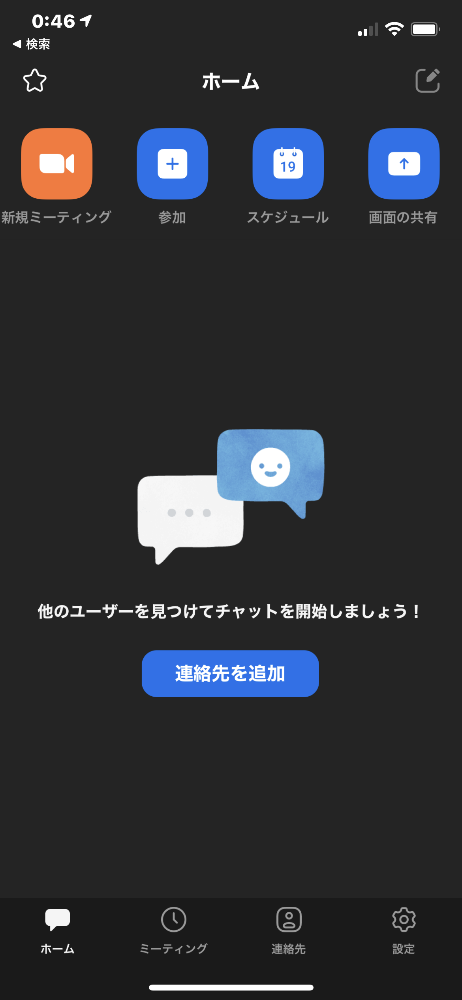 0:46
検索
ホーム
19
新規ミーティング
参加
スケジュール
画面の共有
他のユーザーを見つけてチャットを開始しましょう！
連絡先を追加
ホーム
ミーティング
連絡先
設定